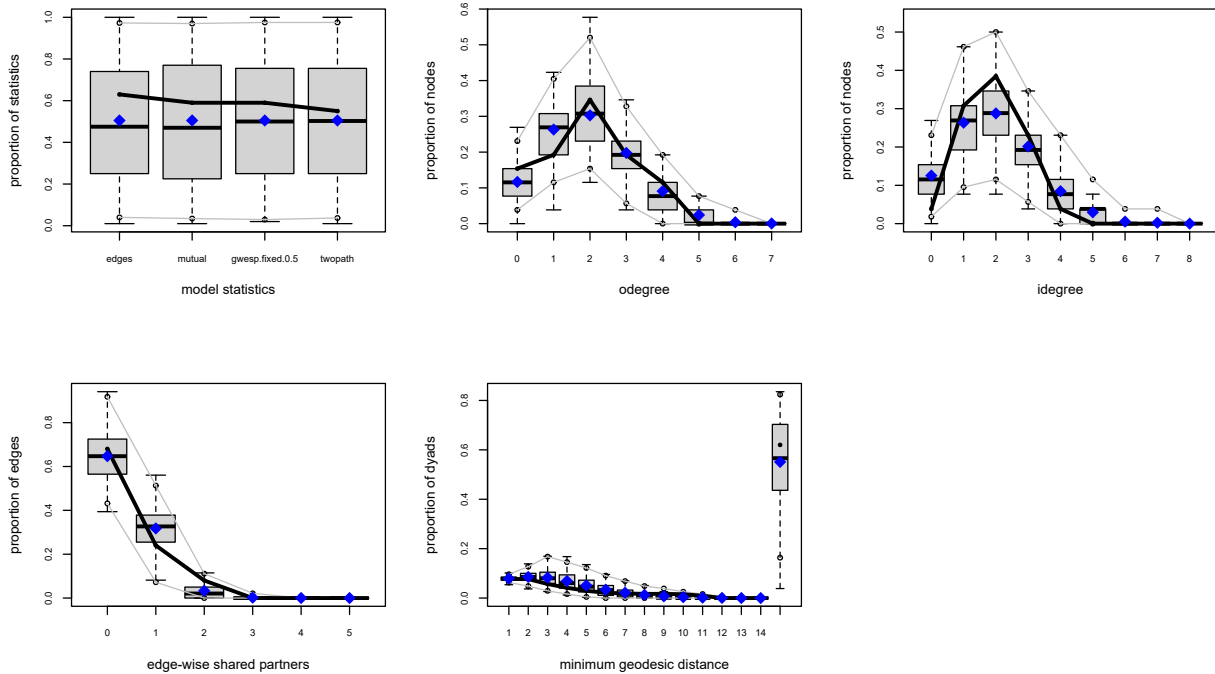 proportion of statistics
0.0 0.2 0.4 0.6 0.8 1.0
edges mutual gwesp.fixed.0.5 twopath
model statistics
proportion of nodes
0.0 0.1 0.2 0.3 0.4 0.5 0.6
0 1 2 3 4 5 6 7
odegree
proportion of nodes
0.0 0.1 0.2 0.3 0.4 0.5
0 1 2 3 4 5 6 7 8
idegree
proportion of edges
0.0 0.2 0.4 0.6 0.8
0 1 2 3 4 5
edge-wise shared partners
proportion of dyads
0.0 0.2 0.4 0.6 0.8
1 2 3 4 5 6 7 8 9 10 11 12 13 14
minimum geodesic distance